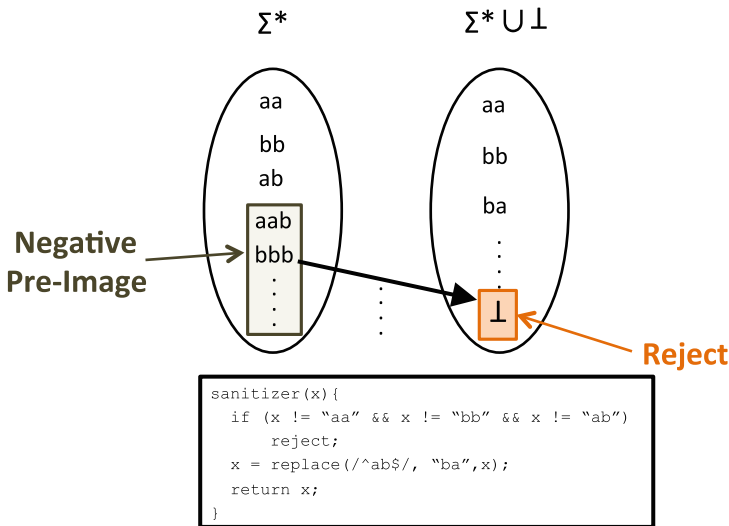 Σ*
Σ* ∪ ⊥
aa
bb
ab
aab
bbb
aa
bb
ba
⊥
Negative
Pre-Image
Reject
sanitizer(x){
if (x != “aa” && x != “bb” && x != “ab”)
reject;
x = replace(/^ab$/, “ba”,x);
return x;
}